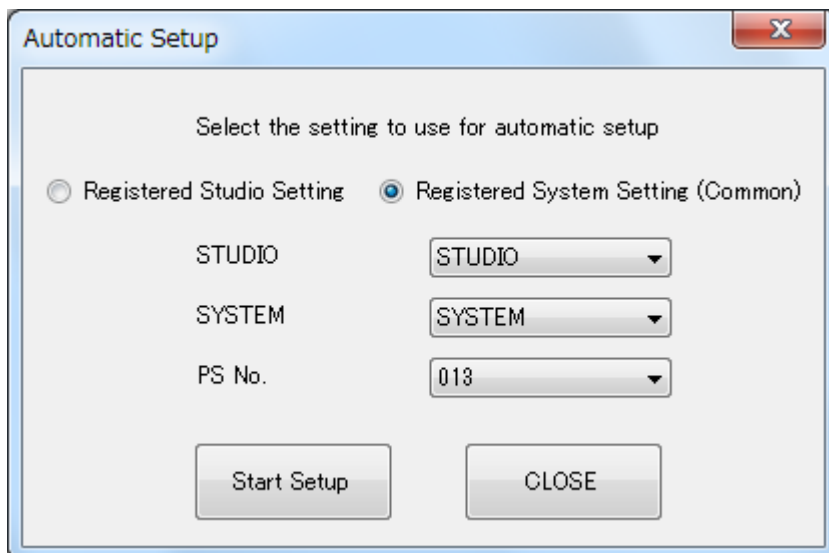 Automatic Setup
Select the setting to use for automatic setup
Registered Studio Setting Registered System Setting (Common)
STUDIO STUDIO
SYSTEM SYSTEM
PS No. 013
Start Setup CLOSE